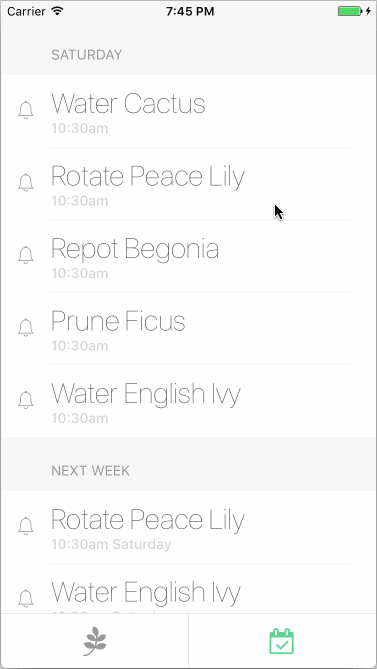 Carrier 7:45 PM
SATURDAY
Water Cactus
10:30am
Rotate Peace Lily
10:30am
Repot Begonia
10:30am
Prune Ficus
10:30am
Water English Ivy
10:30am
NEXT WEEK
Rotate Peace Lily
10:30am Saturday
Water English Ivy